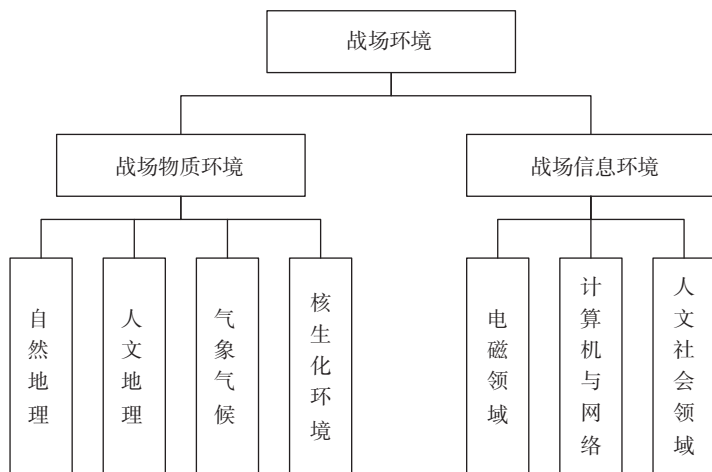 战场环境
战场物质环境
战场信息环境
自然地理
人文地理
气象气候
核生化环境
电磁领域
计算机与网络
人文社会领域